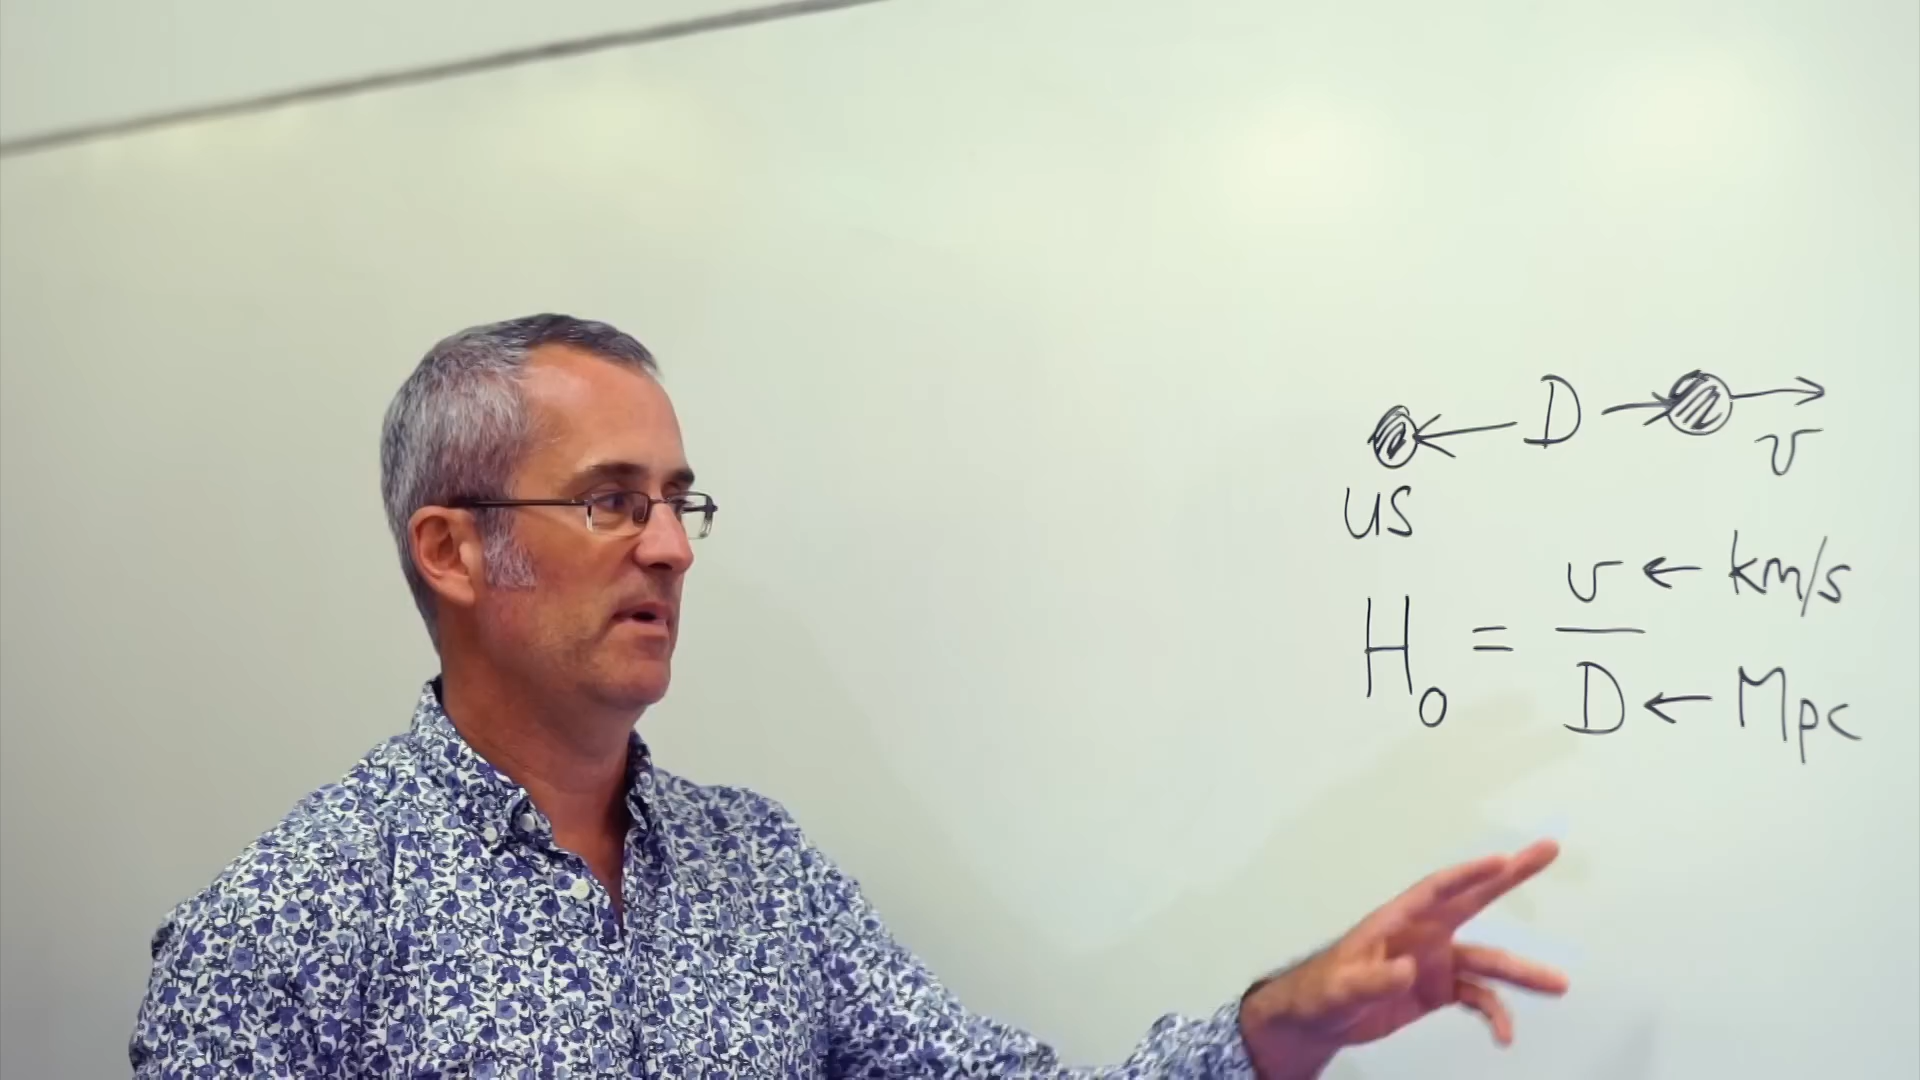 D
v
us
H₀ = v/D
v ← km/s
D ← Mpc